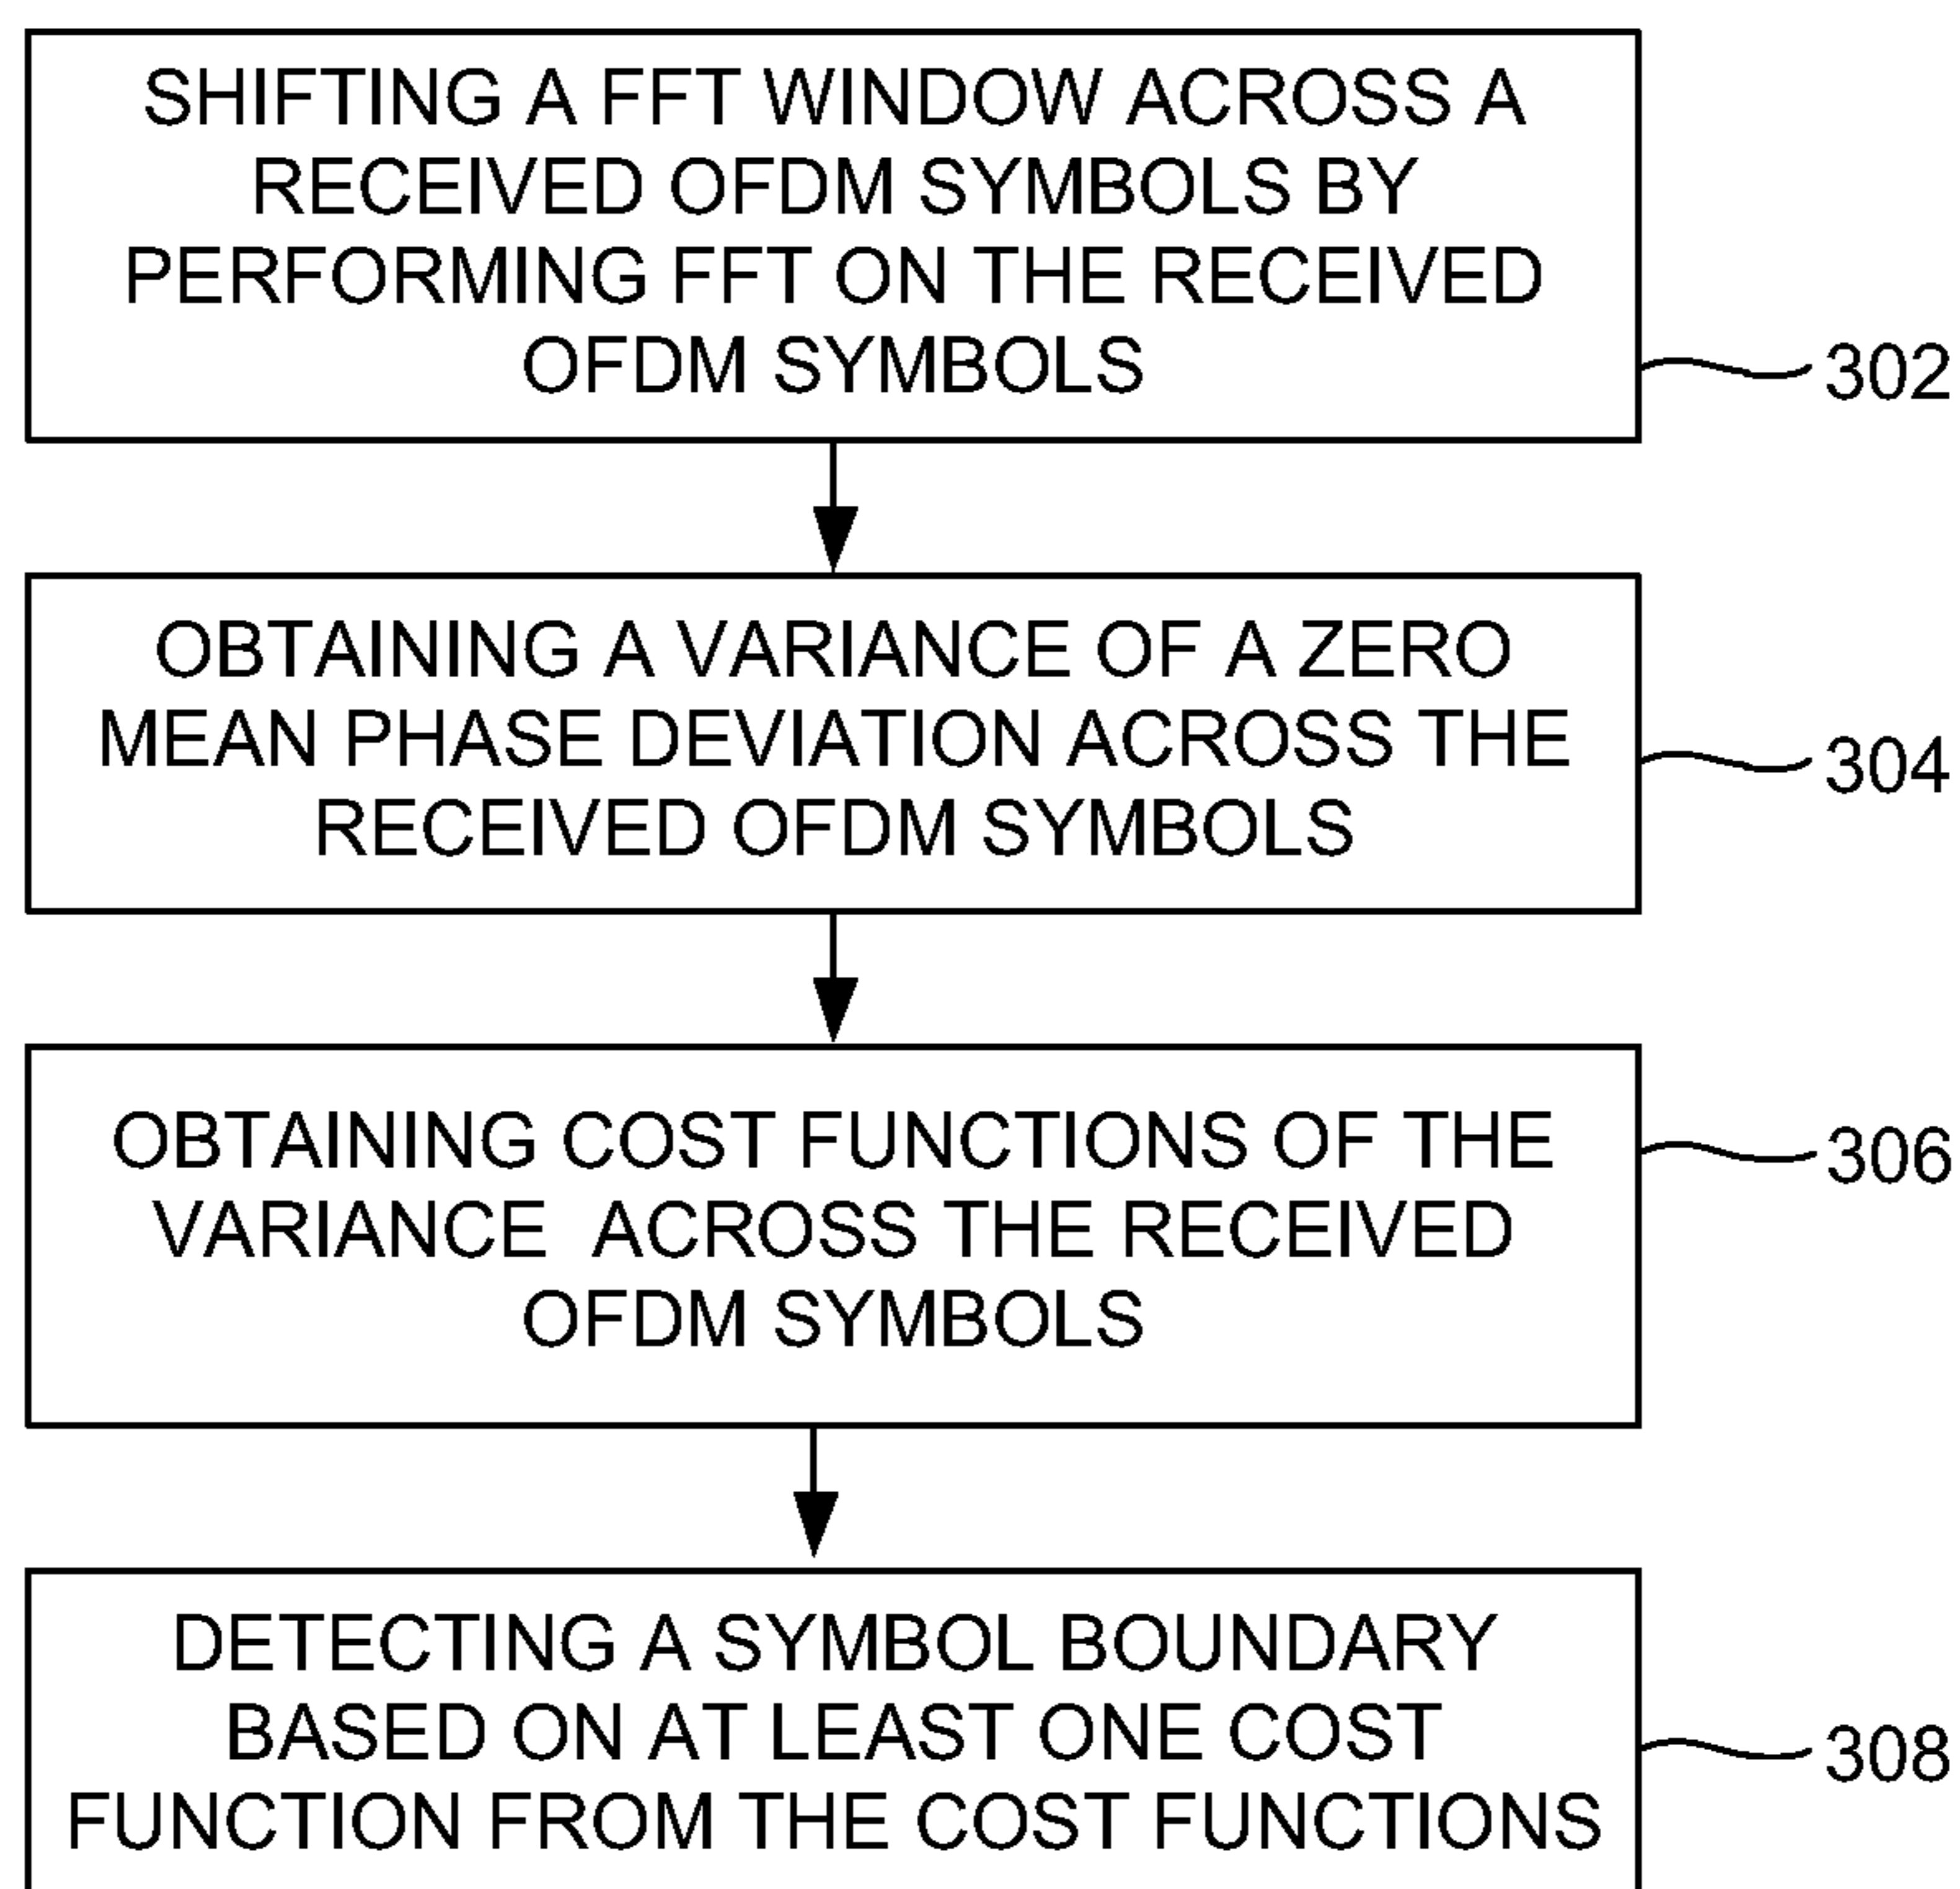 SHIFTING A FFT WINDOW ACROSS A
RECEIVED OFDM SYMBOLS BY
PERFORMING FFT ON THE RECEIVED
OFDM SYMBOLS
302
OBTAINING A VARIANCE OF A ZERO
MEAN PHASE DEVIATION ACROSS THE
RECEIVED OFDM SYMBOLS
304
OBTAINING COST FUNCTIONS OF THE
VARIANCE ACROSS THE RECEIVED
OFDM SYMBOLS
306
DETECTING A SYMBOL BOUNDARY
BASED ON AT LEAST ONE COST
FUNCTION FROM THE COST FUNCTIONS
308